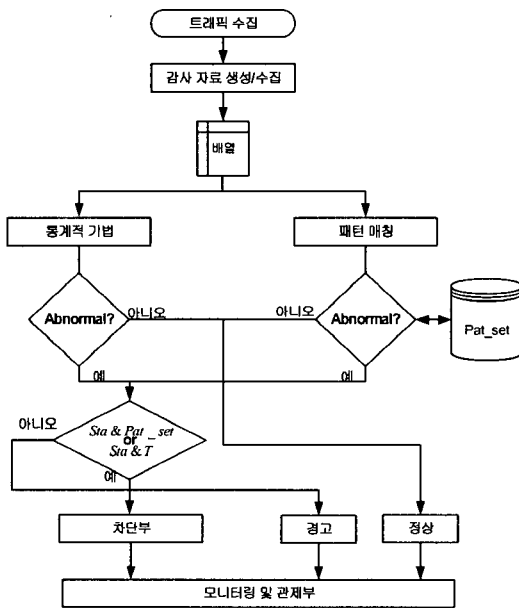 트래픽 수집
감사 자료 생성/수집
배열
통계적 기법
패턴 매칭
Abnormal?
아니오
아니오
Abnormal?
Pat_set
예
예
아니오
Sta & Pat_set
or
Sta & T
예
차단부
경고
정상
모니터링 및 관제부